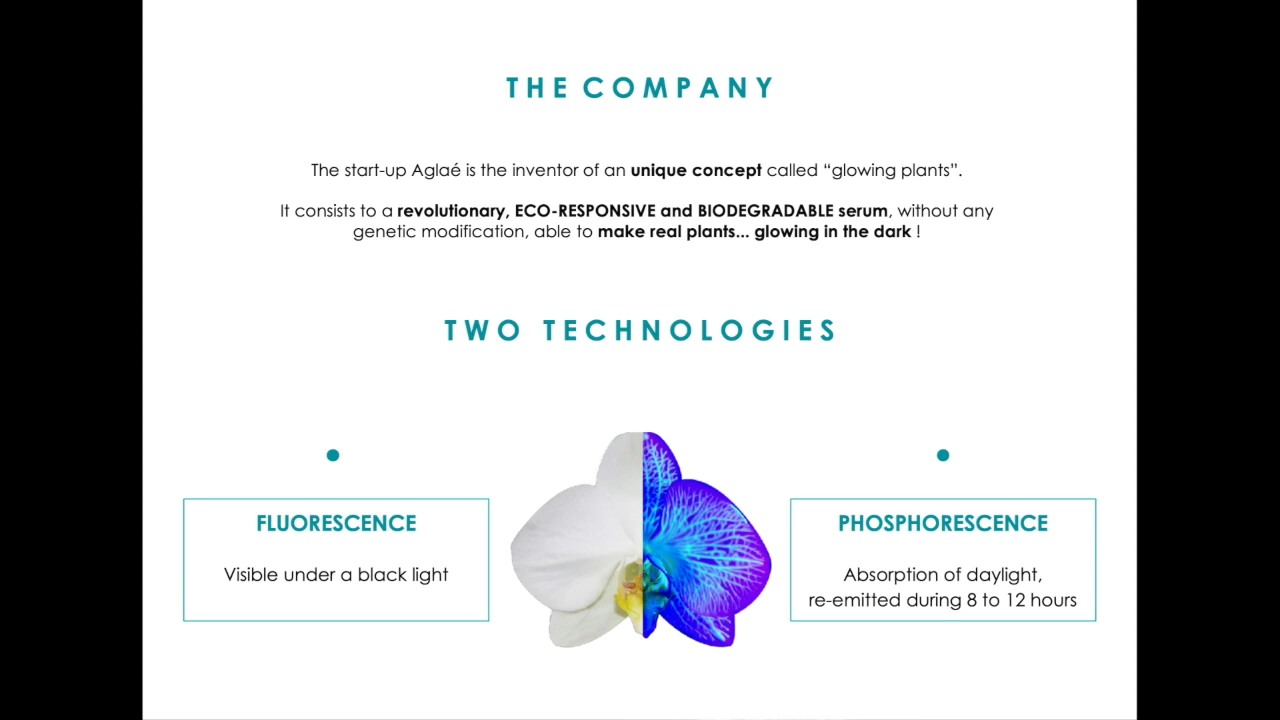 THE COMPANY
The start-up Aglaé is the inventor of an unique concept called “glowing plants”.
It consists to a revolutionary, ECO-RESPONSIVE and BIODEGRADABLE serum, without any
genetic modification, able to make real plants... glowing in the dark !
TWO TECHNOLOGIES
FLUORESCENCE
Visible under a black light
PHOSPHORESCENCE
Absorption of daylight,
re-emitted during 8 to 12 hours